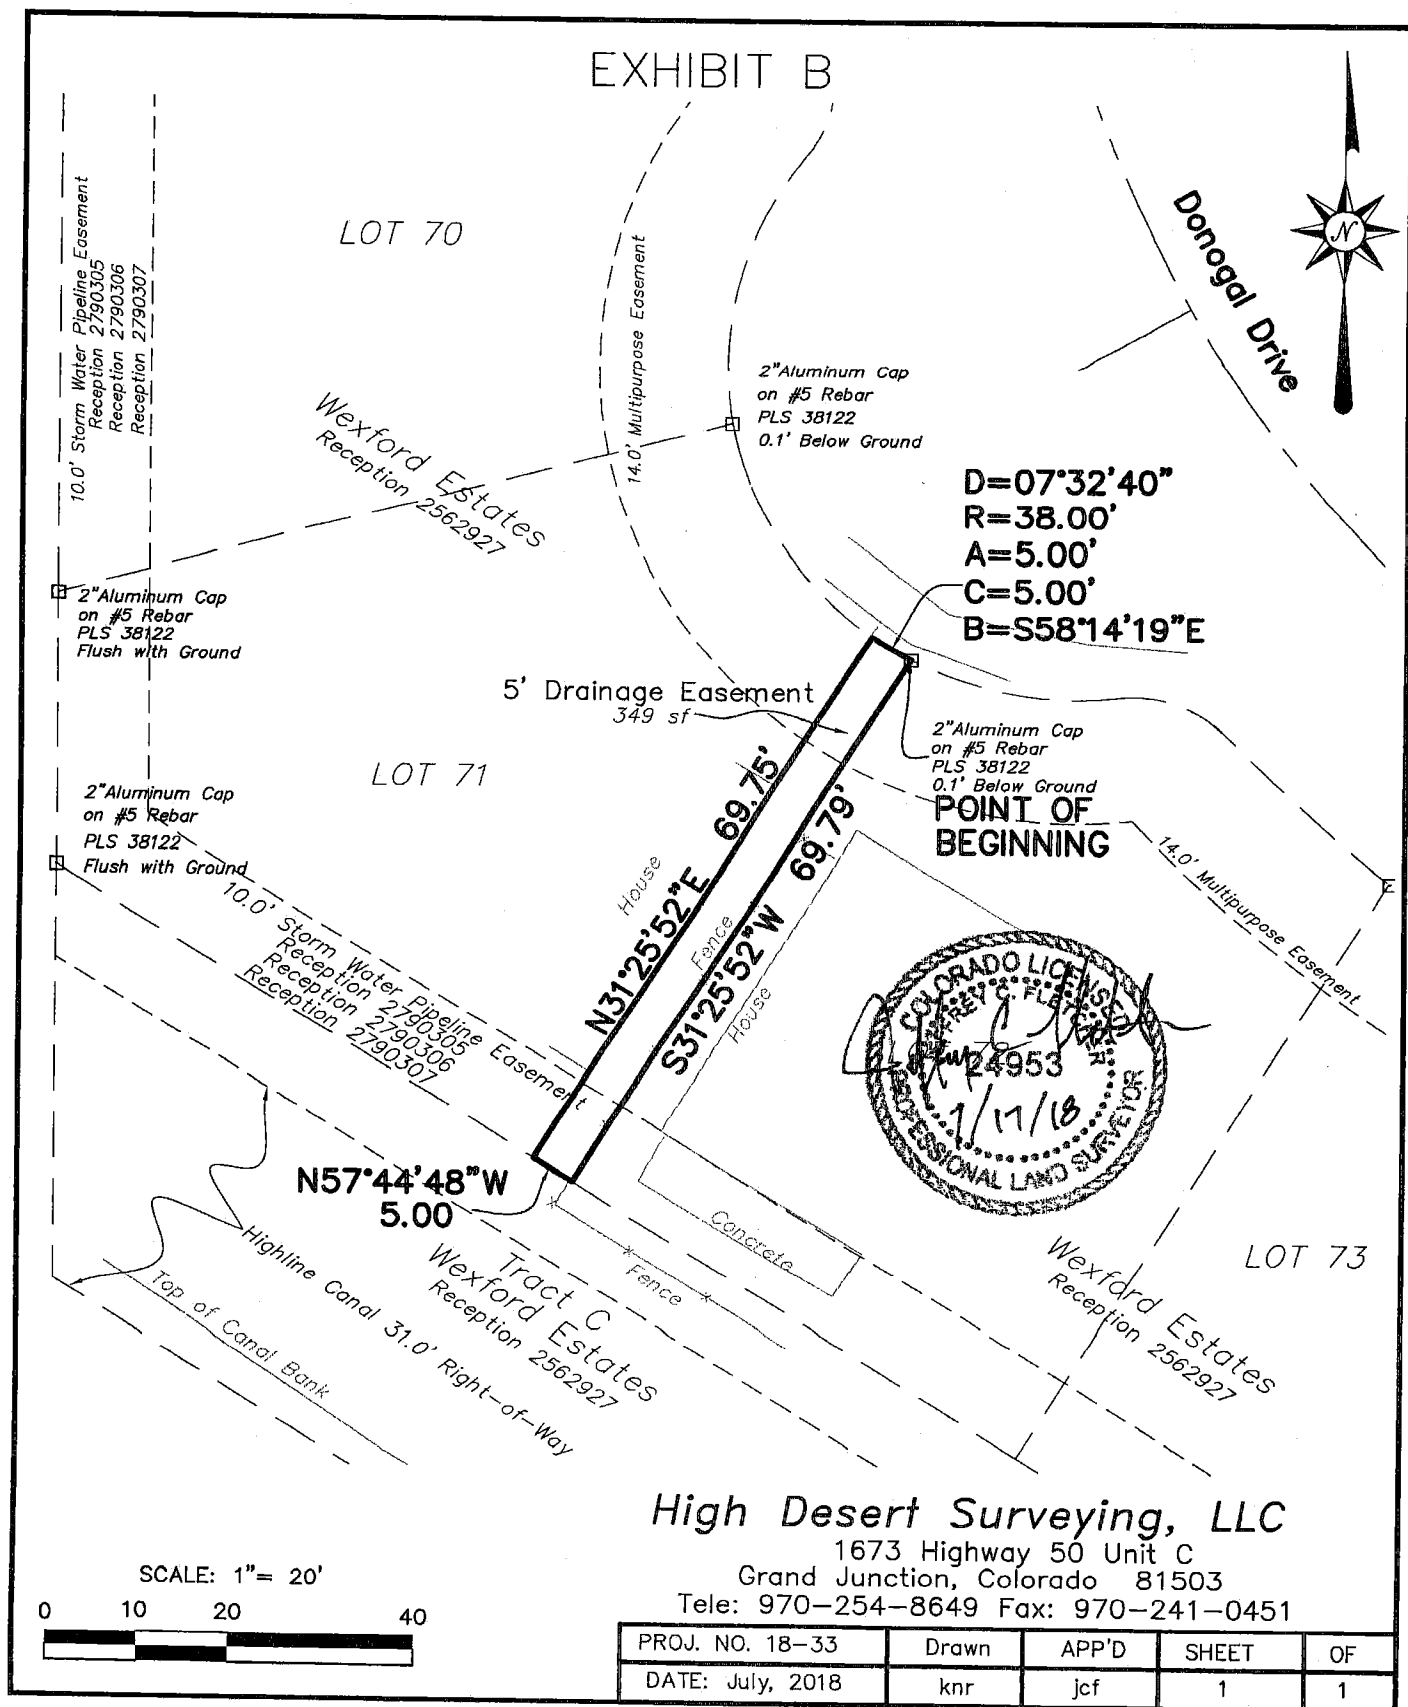 EXHIBIT B
10.0' Storm Water Pipeline Easement
Reception 2790305
Reception 2790306
Reception 2790307
LOT 70
14.0' Multipurpose Easement
Donogal Drive
N
Wexford Estates
Reception 2562927
2"Aluminum Cap
on #5 Rebar
PLS 38122
0.1' Below Ground
D=07°32'40"
R=38.00'
A=5.00'
C=5.00'
B=S58°14'19"E
2"Aluminum Cap
on #5 Rebar
PLS 38122
Flush with Ground
5' Drainage Easement
349 sf
2"Aluminum Cap
on #5 Rebar
PLS 38122
0.1' Below Ground
POINT OF
BEGINNING
LOT 71
2"Aluminum Cap
on #5 Rebar
PLS 38122
Flush with Ground
10.0' Storm Water Pipeline Easement
Reception 2790305
Reception 2790306
Reception 2790307
House
N31°25'52"E 69.75'
Fence
S31°25'52"W 69.79'
House
14.0' Multipurpose Easement
COLORADO LICENSED
JEFFREY C. FLETCHER
24953
7/17/18
PROFESSIONAL LAND SURVEYOR
N57°44'48"W
5.00
Concrete
Fence
Highline Canal 31.0' Right-of-Way
Top of Canal Bank
Tract C
Wexford Estates
Reception 2562927
Wexford Estates
Reception 2562927
LOT 73
High Desert Surveying, LLC
1673 Highway 50 Unit C
Grand Junction, Colorado 81503
Tele: 970-254-8649 Fax: 970-241-0451
SCALE: 1"= 20'
0 10 20 40
PROJ. NO. 18-33 Drawn APP'D SHEET OF
DATE: July, 2018 knr jcf 1 1